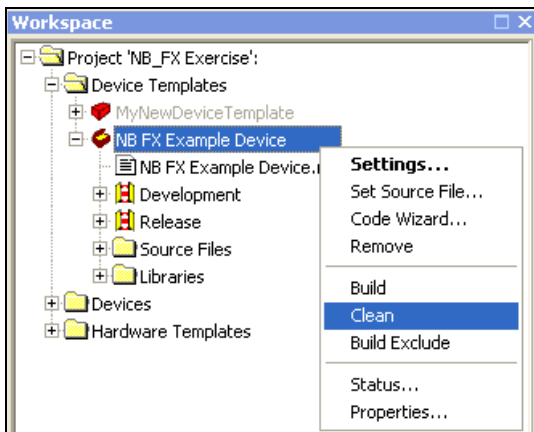 Workspace
Project 'NB_FX Exercise':
Device Templates
MyNewDeviceTemplate
NB FX Example Device
NB FX Example Device.
Settings...
Development
Set Source File...
Release
Code Wizard...
Source Files
Remove
Libraries
Build
Devices
Clean
Hardware Templates
Build Exclude
Status...
Properties...